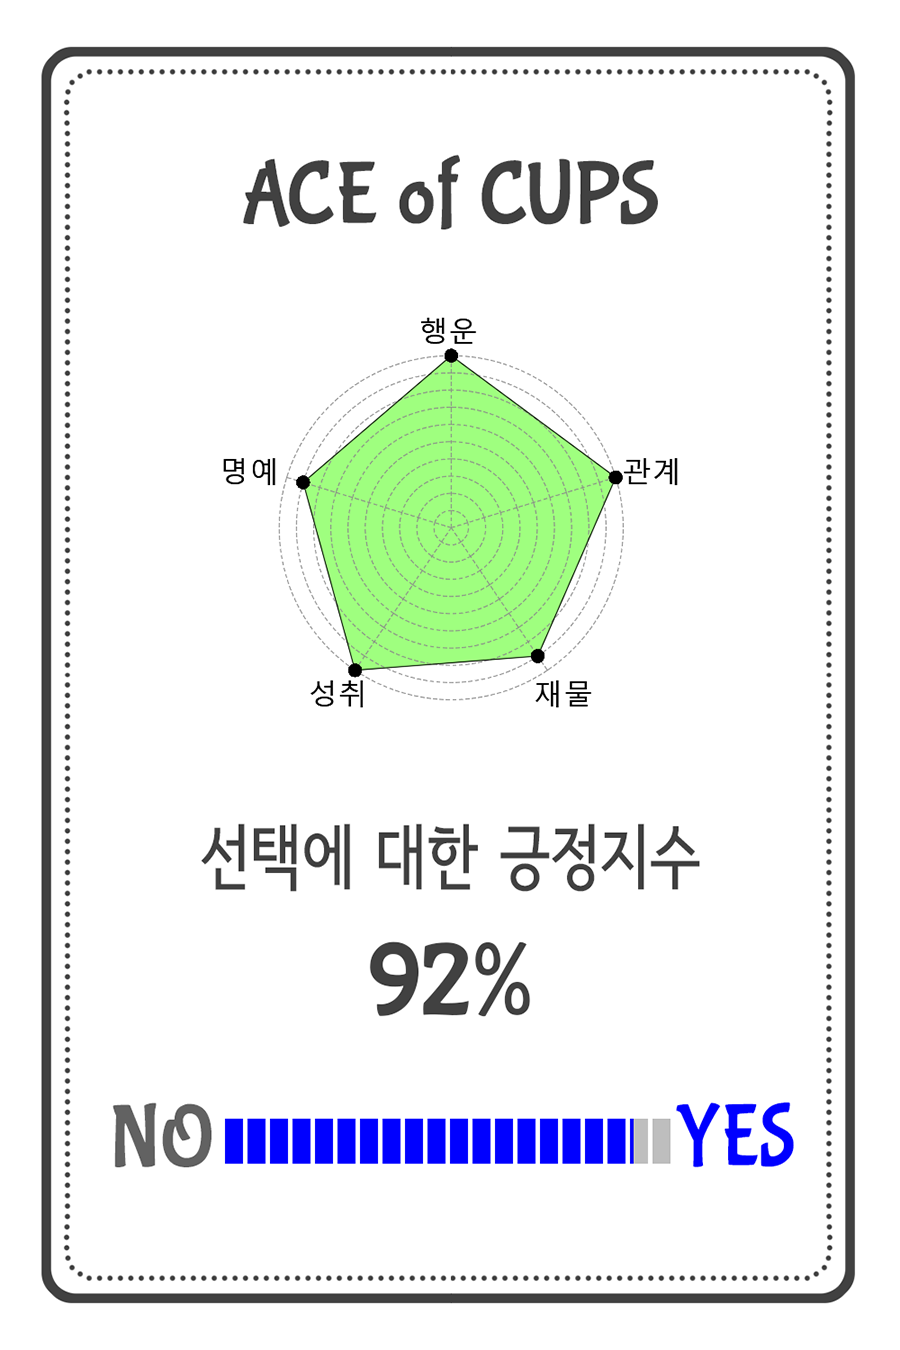 ACE of CUPS
행운
명예
관계
성취
재물
선택에 대한 긍정지수
92%
NO YES